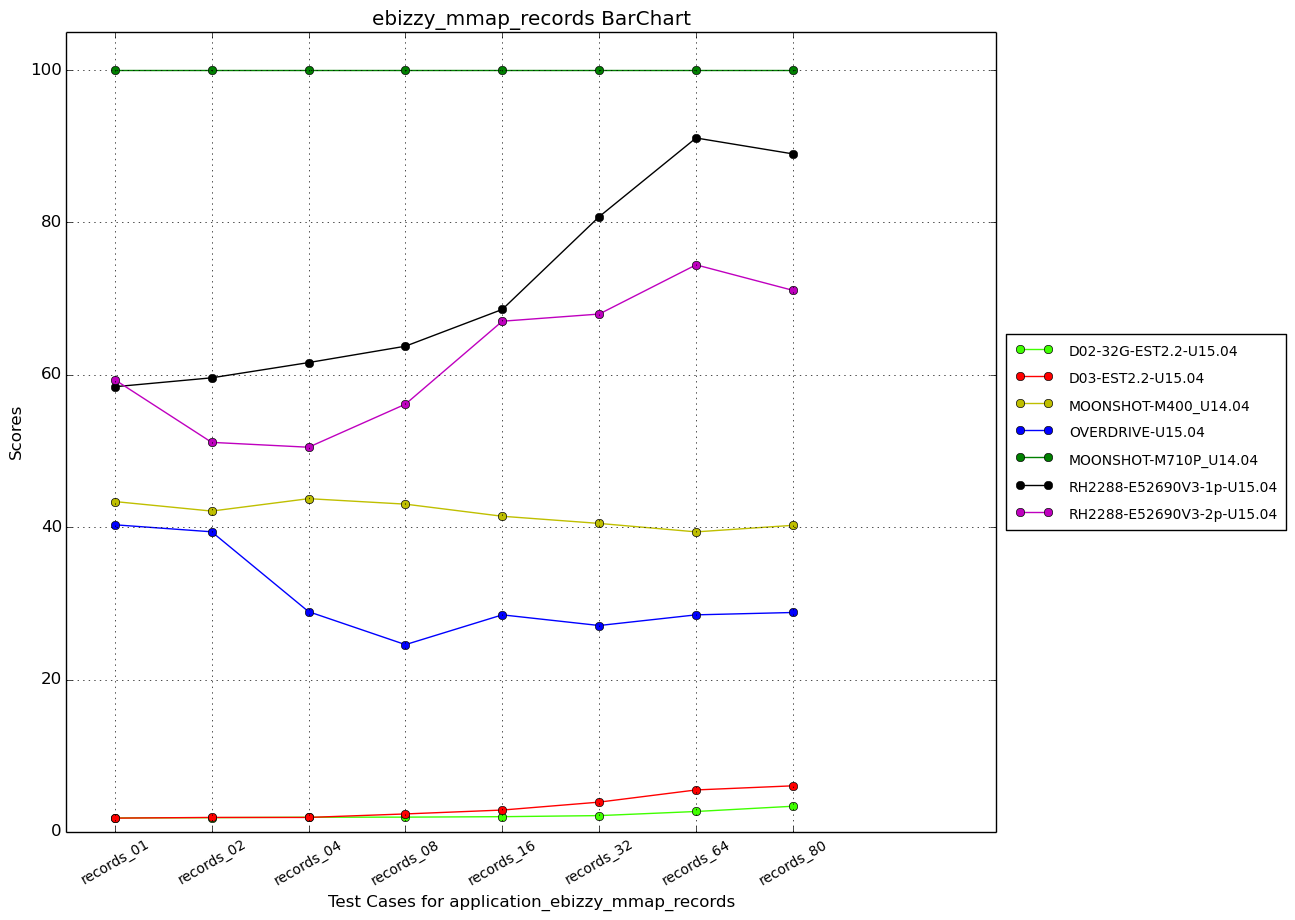 ebizzy_mmap_records BarChart
100
80
60
40
20
0
Scores
records_01
records_02
records_04
records_08
records_16
records_32
records_64
records_80
Test Cases for application_ebizzy_mmap_records
D02-32G-EST2.2-U15.04
D03-EST2.2-U15.04
MOONSHOT-M400_U14.04
OVERDRIVE-U15.04
MOONSHOT-M710P_U14.04
RH2288-E52690V3-1p-U15.04
RH2288-E52690V3-2p-U15.04